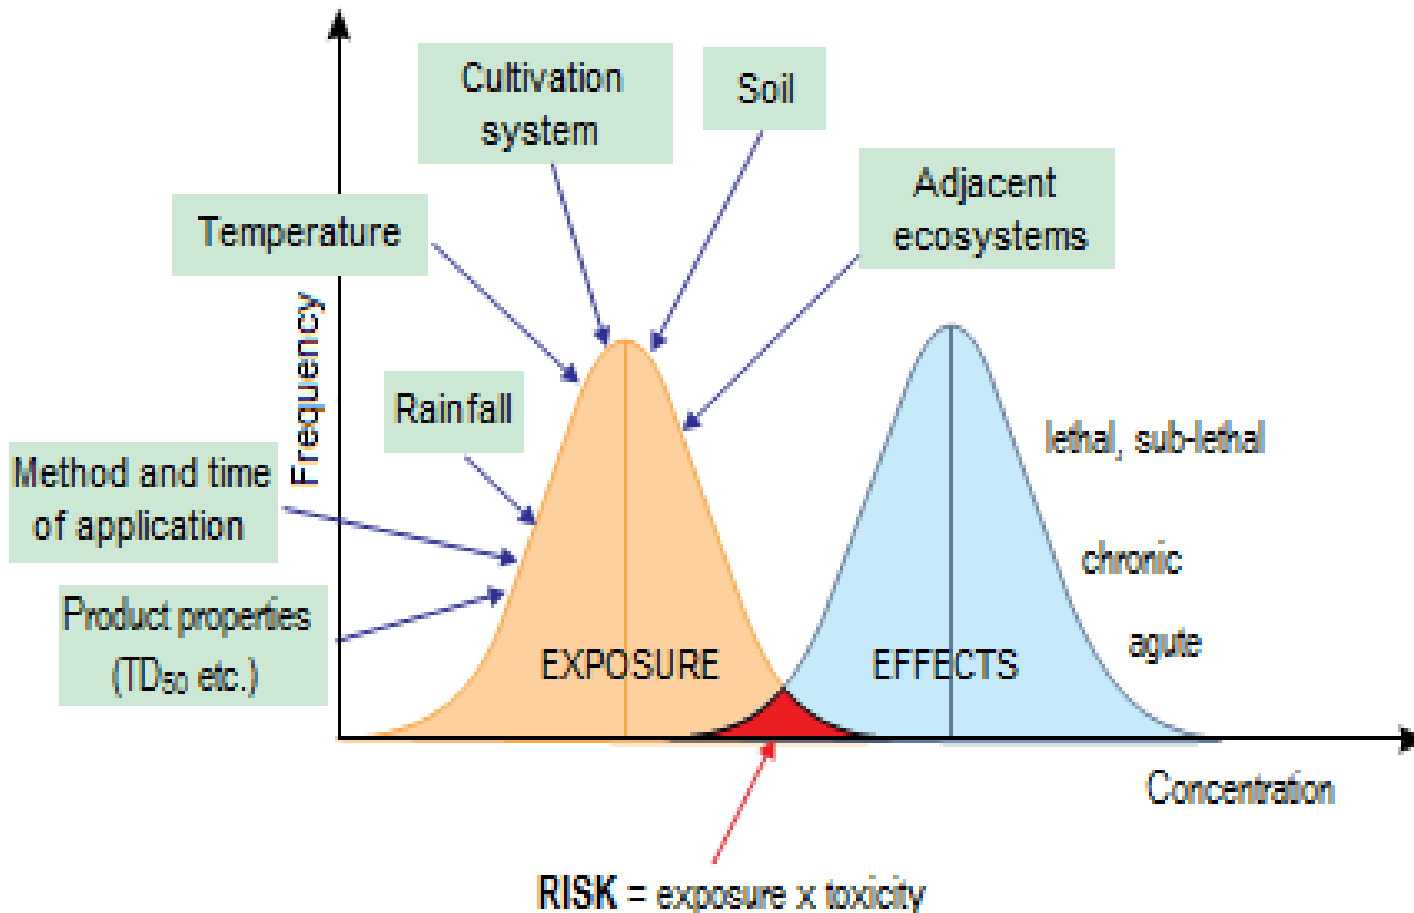 Cultivation
system
Soil
Adjacent
ecosystems
Temperature
Frequency
Rainfall
lethal, sub-lethal
Method and time
of application
chronic
Product properties
(TD₅₀ etc.)
agute
EXPOSURE
EFFECTS
Concentration
RISK = exposure x toxicity